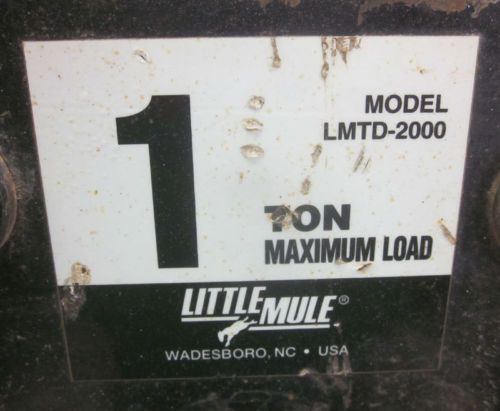 1
MODEL
LMTD-2000
TON
MAXIMUM LOAD
LITTLE MULE®
WADESBORO, NC • USA